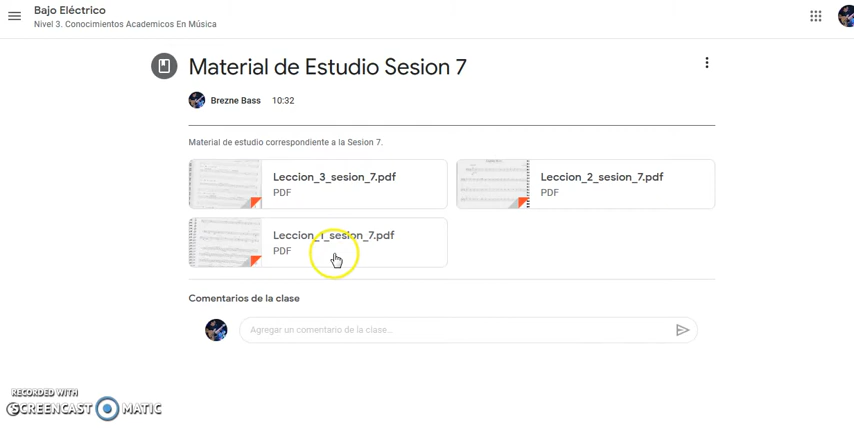 Bajo Eléctrico
Nivel 3. Conocimientos Academicos En Música
Material de Estudio Sesion 7
Brezne Bass 10:32
Material de estudio correspondiente a la Sesion 7.
Leccion_3_sesion_7.pdf
PDF
Leccion_2_sesion_7.pdf
PDF
Leccion_1_sesion_7.pdf
PDF
Comentarios de la clase
Agregar un comentario de la clase...
RECORDED WITH
SCREENCAST MATIC